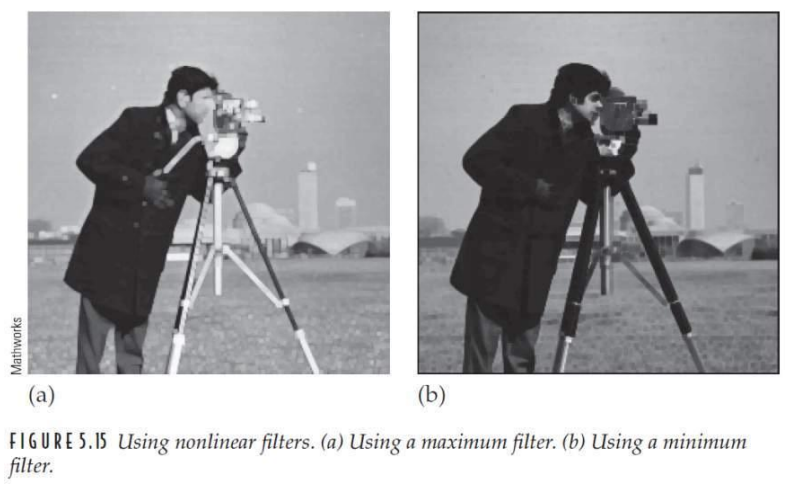 Mathworks
(a)
(b)
FIGURE 5.15 Using nonlinear filters. (a) Using a maximum filter. (b) Using a minimum
filter.